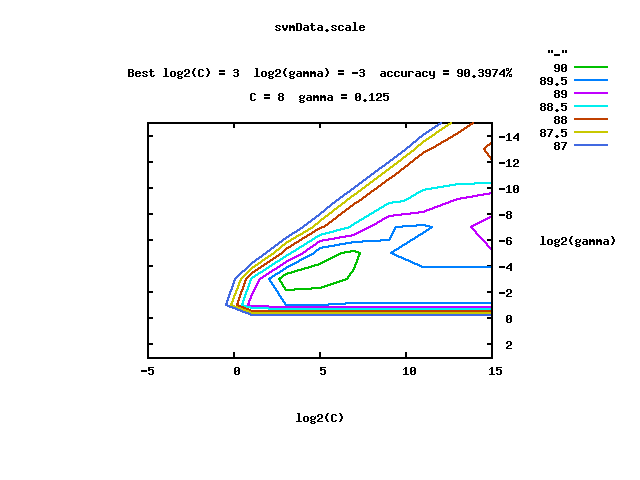 svmData.scale
"-"
Best log2(C) = 3 log2(gamma) = -3 accuracy = 90.3974%
C = 8 gamma = 0.125
90
89.5
89
88.5
88
87.5
87
-14
-12
-10
-8
-6
-4
-2
0
2
log2(gamma)
-5 0 5 10 15
log2(C)